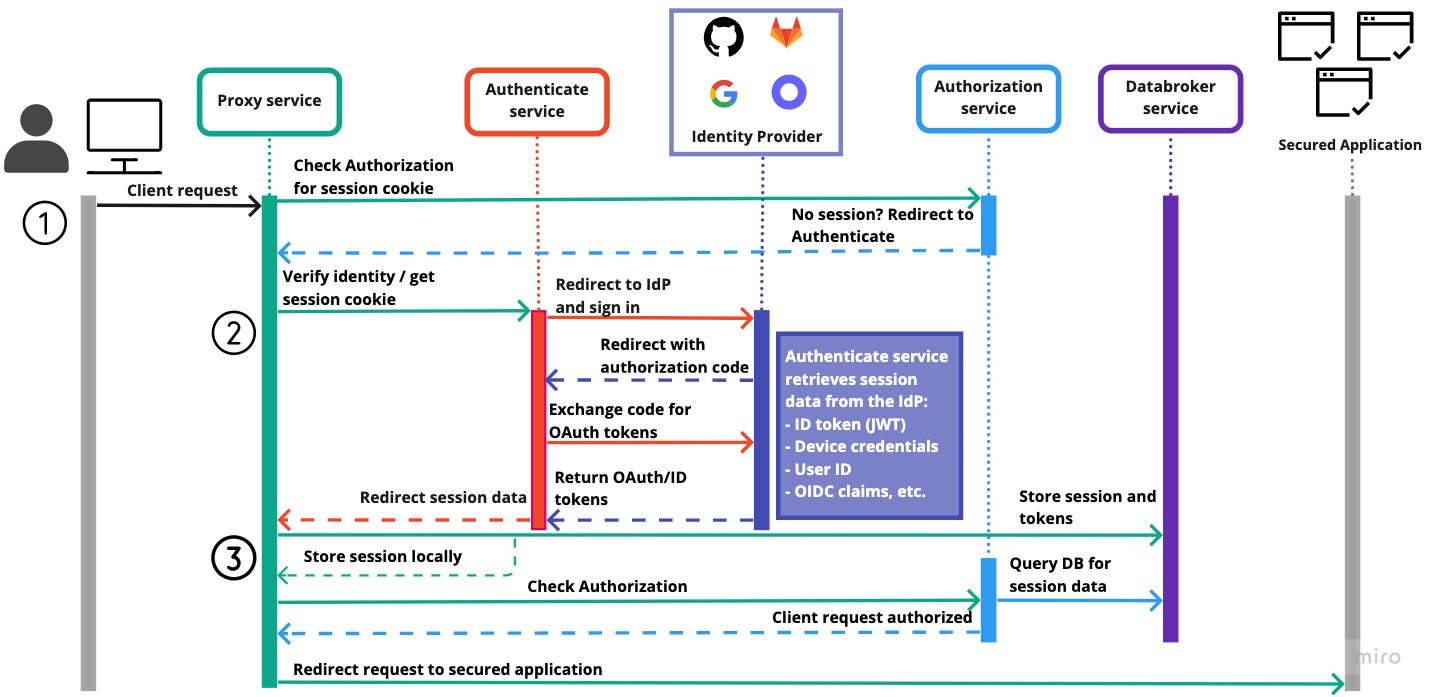 Proxy service
Authenticate
service
Identity Provider
Authorization
service
Databroker
service
Secured Application
Client request
Check Authorization
for session cookie
1
No session? Redirect to
Authenticate
Verify identity / get
session cookie
Redirect to IdP
and sign in
2
Redirect with
authorization code
Authenticate service
retrieves session
data from the IdP:
- ID token (JWT)
- Device credentials
- User ID
- OIDC claims, etc.
Exchange code for
OAuth tokens
Return OAuth/ID
tokens
Redirect session data
Store session and
tokens
3
Store session locally
Query DB for
session data
Check Authorization
Client request authorized
Redirect request to secured application
miro